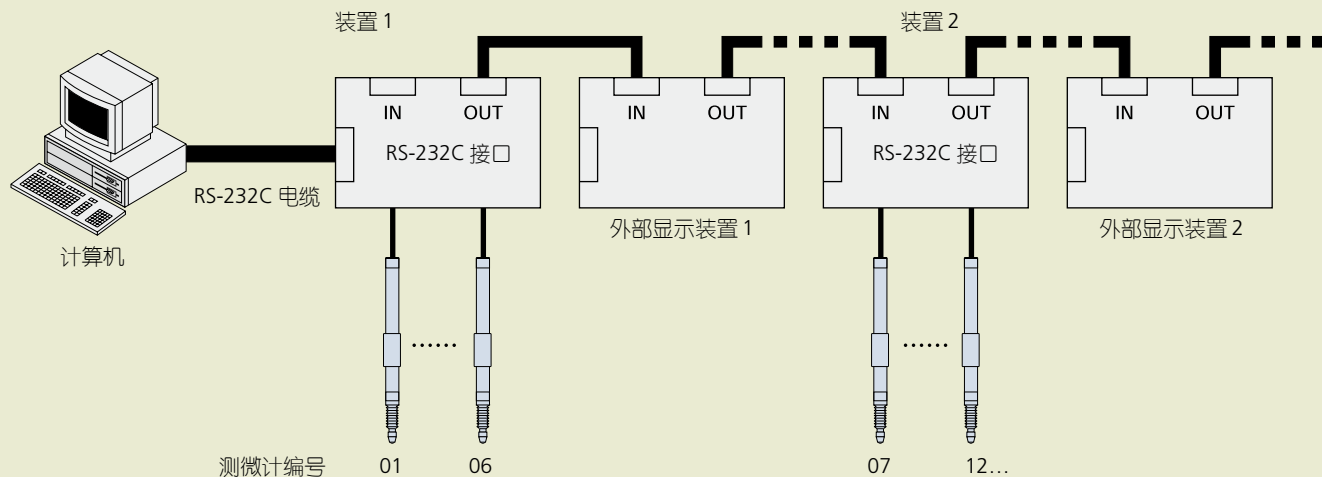 装置 1
装置 2
IN
OUT
IN
OUT
IN
OUT
IN
OUT
RS-232C 接口
RS-232C 接口
RS-232C 电缆
外部显示装置 1
外部显示装置 2
计算机
......
......
测微计编号
01
06
07
12...